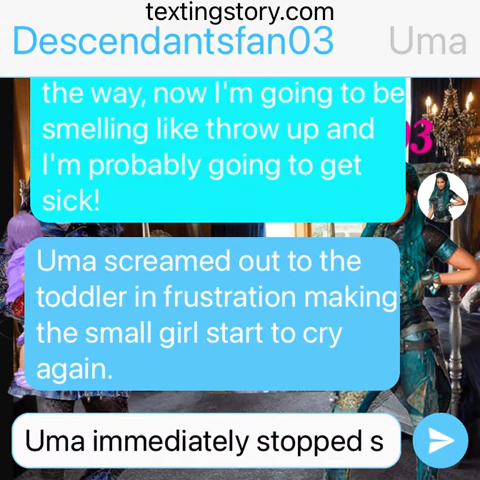 textingstory.com
Descendantsfan03 Uma
the way, now I'm going to be
smelling like throw up and
I'm probably going to get
sick!
03
Uma screamed out to the
toddler in frustration making
the small girl start to cry
again.
Uma immediately stopped s